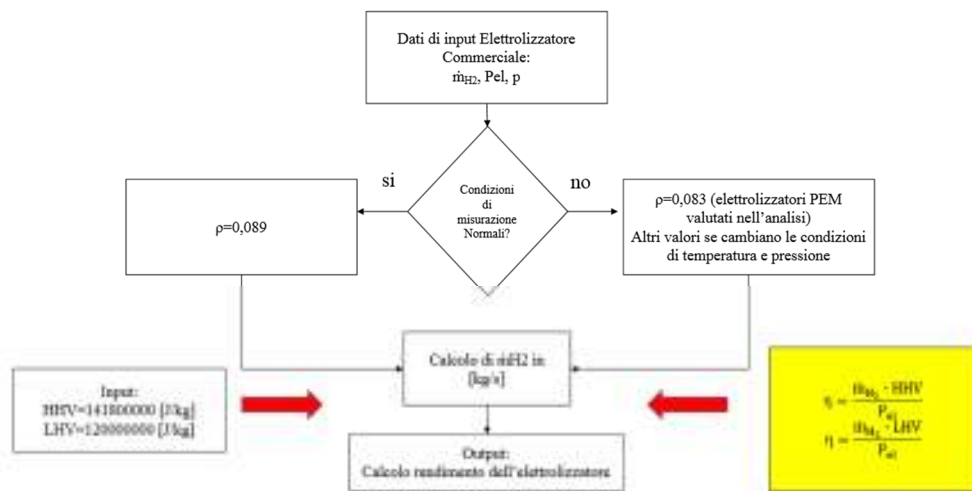 Dati di input Elettrolizzatore
Commerciale:
ṁH2, Pel, p
si
Condizioni
di
misurazione
Normali?
no
ρ=0,089
ρ=0,083 (elettrolizzatori PEM
valutati nell'analisi)
Altri valori se cambiano le condizioni
di temperatura e pressione
Calcolo di ṁH2 in
[kg/s]
Input:
HHV=141800000 [J/kg]
LHV=120000000 [J/kg]
η = ṁH2 · HHV / Pel
η = ṁH2 · LHV / Pel
Output:
Calcolo rendimento dell'elettrolizzatore